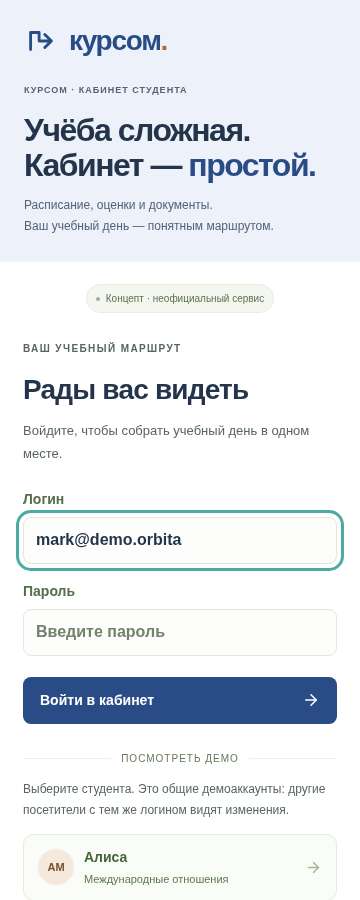 курсом.
КУРСОМ · КАБИНЕТ СТУДЕНТА
Учёба сложная.
Кабинет — простой.
Расписание, оценки и документы.
Ваш учебный день — понятным маршрутом.
Концепт · неофициальный сервис
ВАШ УЧЕБНЫЙ МАРШРУТ
Рады вас видеть
Войдите, чтобы собрать учебный день в одном
месте.
Логин
mark@demo.orbita
Пароль
Введите пароль
Войти в кабинет
ПОСМОТРЕТЬ ДЕМО
Выберите студента. Это общие демоаккаунты: другие
посетители с тем же логином видят изменения.
АМ
Алиса
Международные отношения